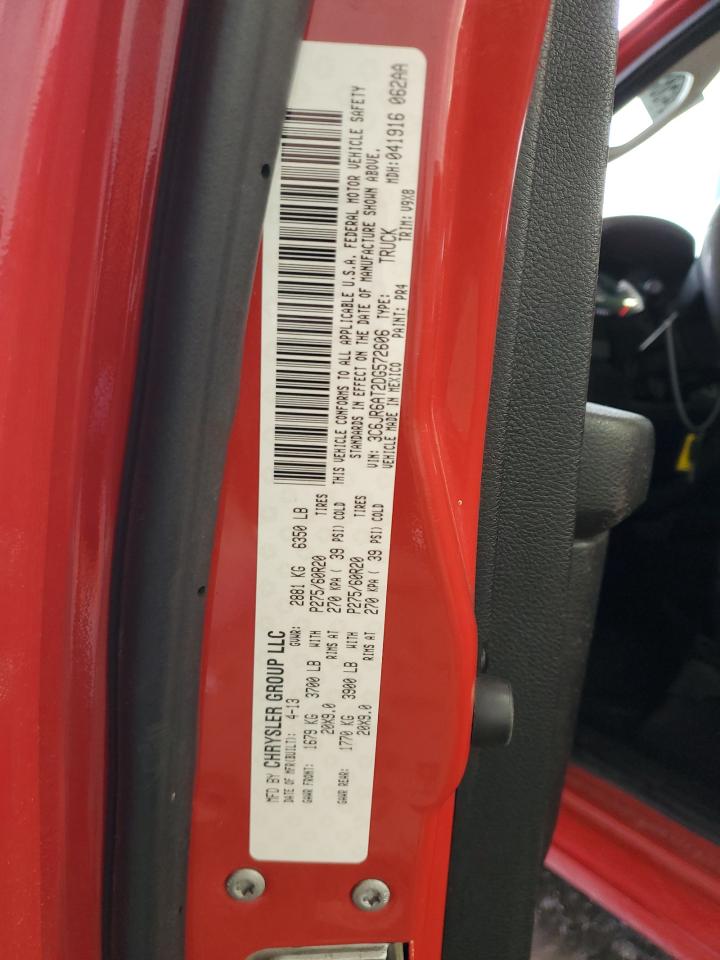 MFD BY CHRYSLER GROUP LLC
DATE OF MFR(BUILT): 4-13 GVWR: 2881 KG 6350 LB
GAWR FRONT: 1679 KG 3700 LB WITH P275/60R20 TIRES
20X9.0 RIMS AT 270 KPA ( 39 PSI) COLD
GAWR REAR: 1770 KG 3900 LB WITH P275/60R20 TIRES
20X9.0 RIMS AT 270 KPA ( 39 PSI) COLD
THIS VEHICLE CONFORMS TO ALL APPLICABLE U.S.A. FEDERAL MOTOR VEHICLE SAFETY
STANDARDS IN EFFECT ON THE DATE OF MANUFACTURE SHOWN ABOVE.
VIN: 3C6JR6AT2DG572606 TYPE: TRUCK MDH:041916 062AA
VEHICLE MADE IN MEXICO PAINT: PR4 TRIM: V9X8